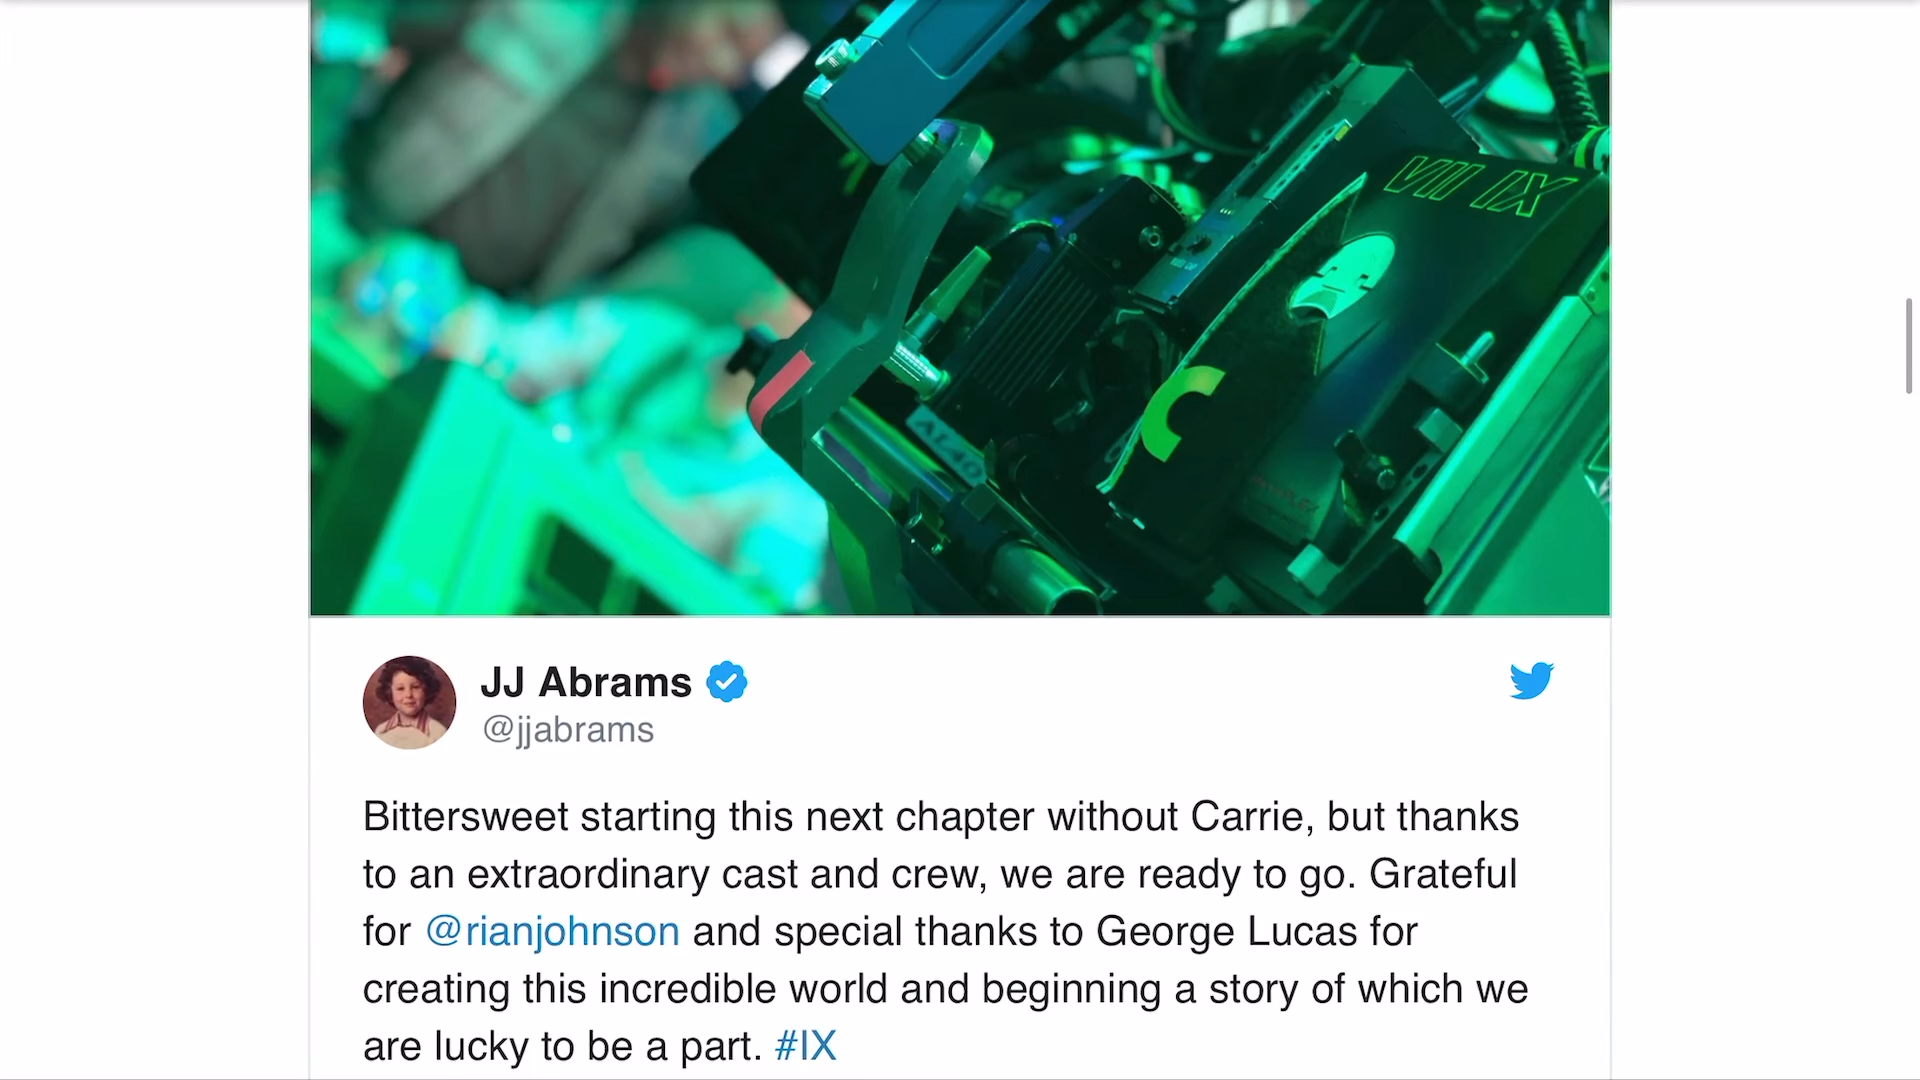 VII IX
C
AL40
JJ Abrams
@jjabrams
Bittersweet starting this next chapter without Carrie, but thanks
to an extraordinary cast and crew, we are ready to go. Grateful
for @rianjohnson and special thanks to George Lucas for
creating this incredible world and beginning a story of which we
are lucky to be a part. #IX